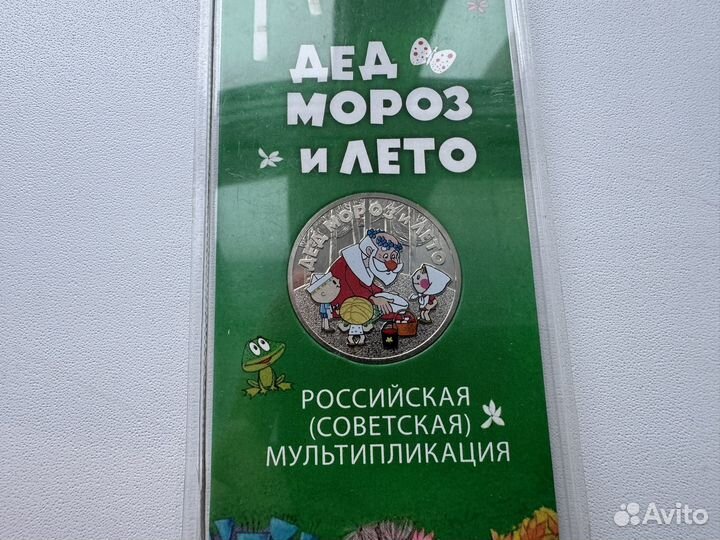 ДЕД
МОРОЗ
и ЛЕТО
ДЕД МОРОЗ И ЛЕТО
РОССИЙСКАЯ
(СОВЕТСКАЯ)
МУЛЬТИПЛИКАЦИЯ
Avito